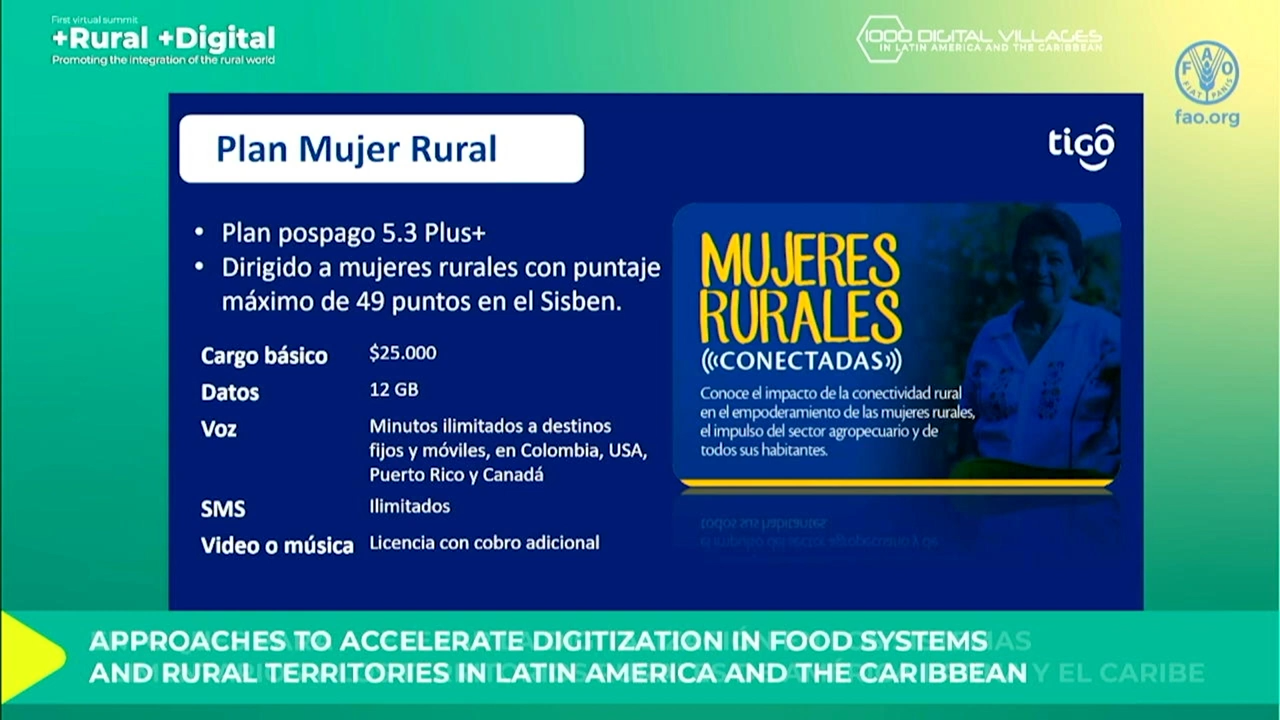 First virtual summit
+Rural +Digital
Promoting the integration of the rural world
1000 DIGITAL VILLAGES
IN LATIN AMERICA AND THE CARIBBEAN
FAO
FIAT PANIS
fao.org
Plan Mujer Rural
tigo
• Plan pospago 5.3 Plus+
• Dirigido a mujeres rurales con puntaje
máximo de 49 puntos en el Sisben.
Cargo básico $25.000
Datos 12 GB
Voz Minutos ilimitados a destinos
fijos y móviles, en Colombia, USA,
Puerto Rico y Canadá
SMS Ilimitados
Video o música Licencia con cobro adicional
MUJERES
RURALES
((CONECTADAS))
Conoce el impacto de la conectividad rural
en el empoderamiento de las mujeres rurales,
el impulso del sector agropecuario y de
todos sus habitantes.
APPROACHES TO ACCELERATE DIGITIZATION IN FOOD SYSTEMS
AND RURAL TERRITORIES IN LATIN AMERICA AND THE CARIBBEAN
Y EL CARIBE